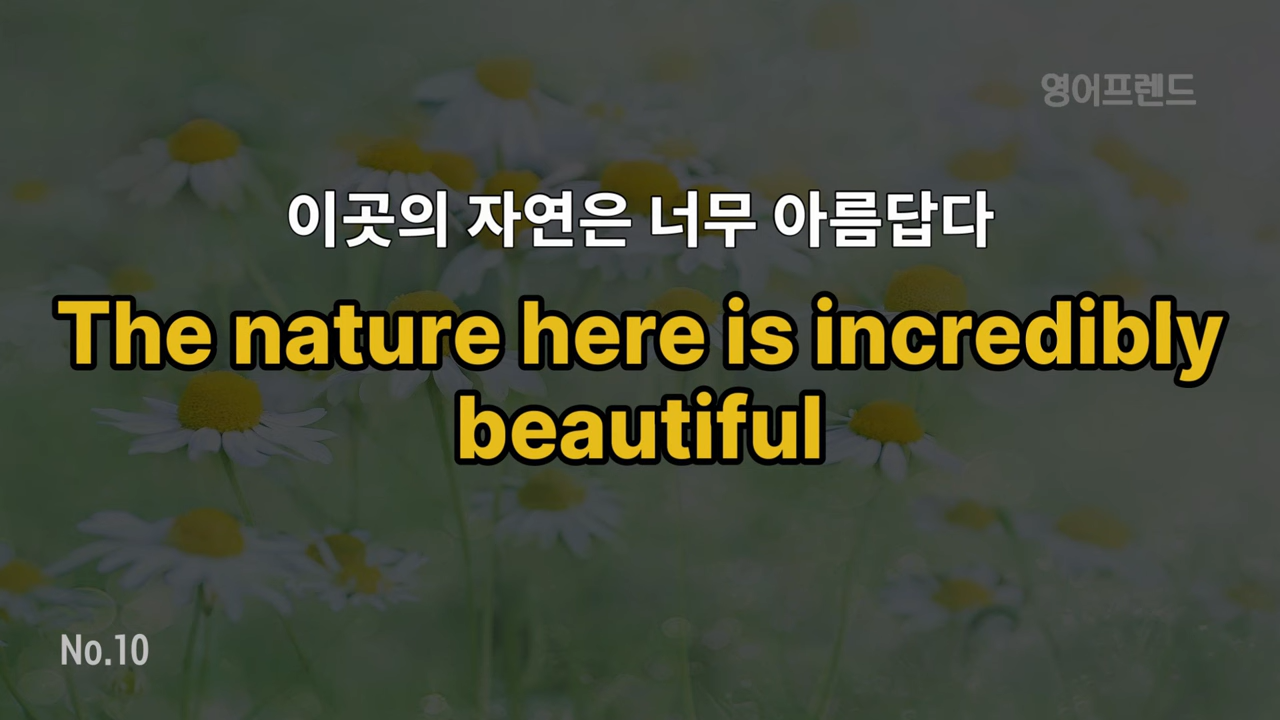 영어프렌드
이곳의 자연은 너무 아름답다
The nature here is incredibly
beautiful
No.10